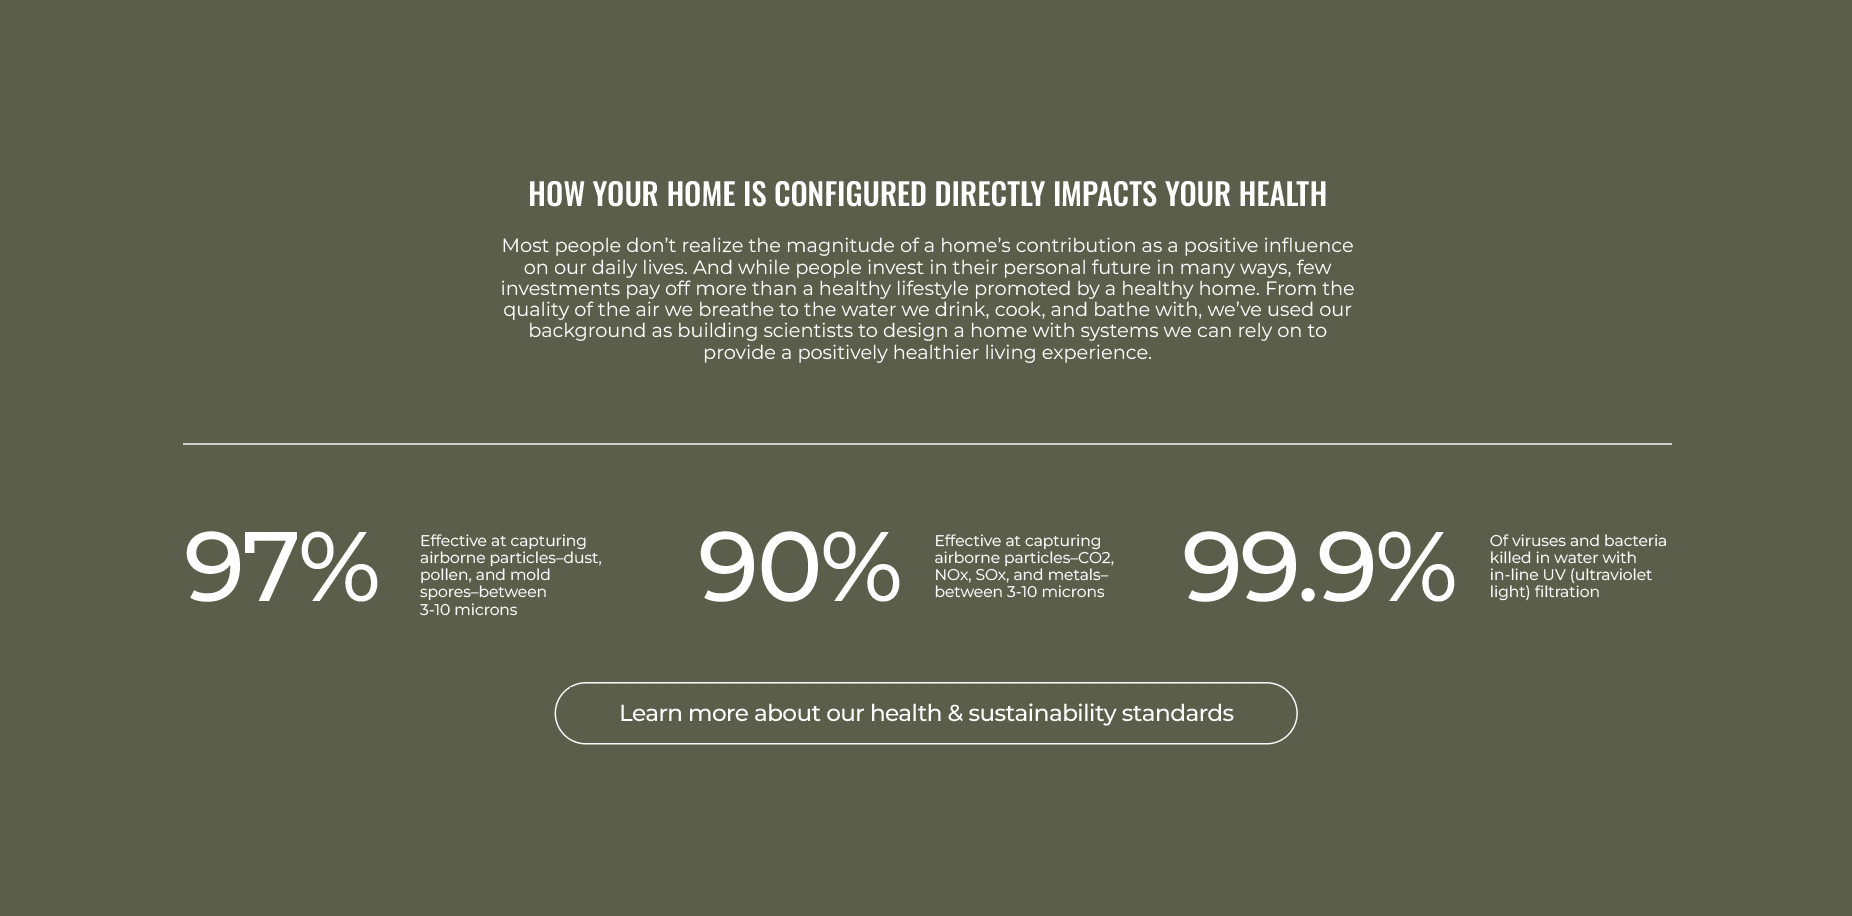 HOW YOUR HOME IS CONFIGURED DIRECTLY IMPACTS YOUR HEALTH
Most people don’t realize the magnitude of a home’s contribution as a positive influence
on our daily lives. And while people invest in their personal future in many ways, few
investments pay off more than a healthy lifestyle promoted by a healthy home. From the
quality of the air we breathe to the water we drink, cook, and bathe with, we’ve used our
background as building scientists to design a home with systems we can rely on to
provide a positively healthier living experience.
97%
Effective at capturing
airborne particles–dust,
pollen, and mold
spores–between
3-10 microns
90%
Effective at capturing
airborne particles–CO2,
NOx, SOx, and metals–
between 3-10 microns
99.9%
Of viruses and bacteria
killed in water with
in-line UV (ultraviolet
light) filtration
Learn more about our health & sustainability standards